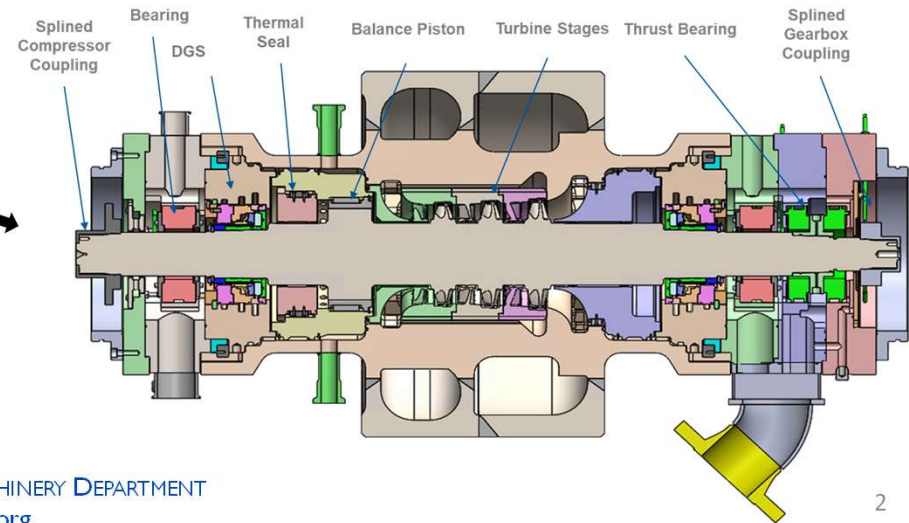 Splined
Compressor
Coupling
Bearing
DGS
Thermal
Seal
Balance Piston
Turbine Stages
Thrust Bearing
Splined
Gearbox
Coupling
HINERY DEPARTMENT
org
2